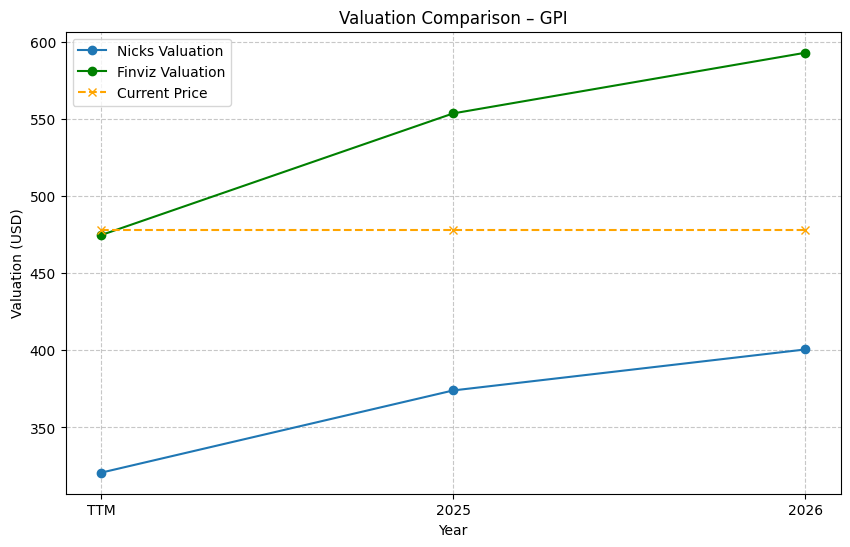 Valuation Comparison – GPI
Nicks Valuation
Finviz Valuation
Current Price
Valuation (USD)
600
550
500
450
400
350
TTM
2025
2026
Year